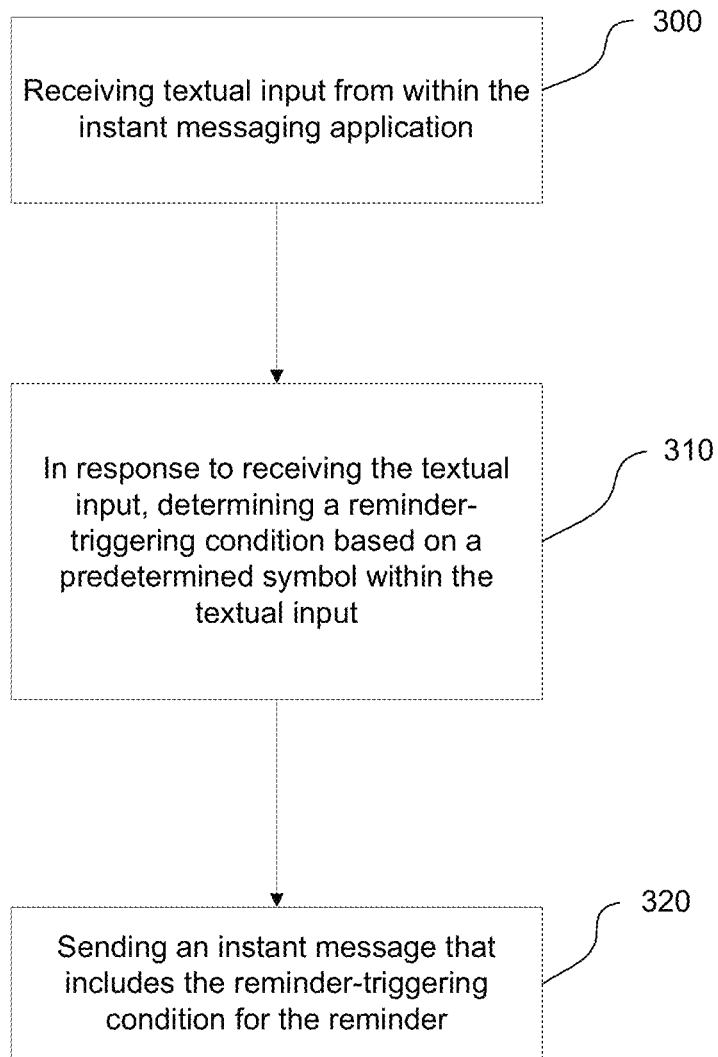 300
Receiving textual input from within the
instant messaging application
310
In response to receiving the textual
input, determining a reminder-
triggering condition based on a
predetermined symbol within the
textual input
320
Sending an instant message that
includes the reminder-triggering
condition for the reminder